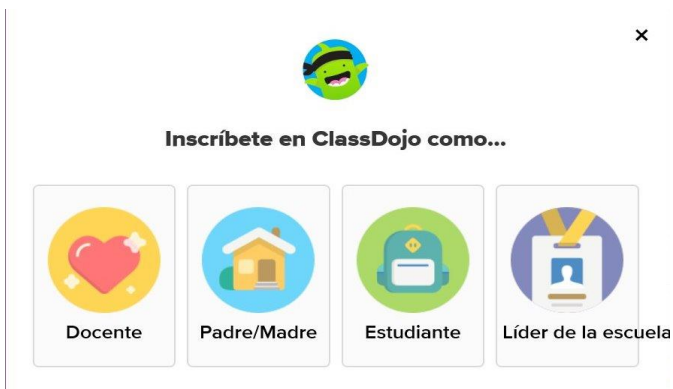 Inscríbete en ClassDojo como...
Docente
Padre/Madre
Estudiante
Líder de la escuela